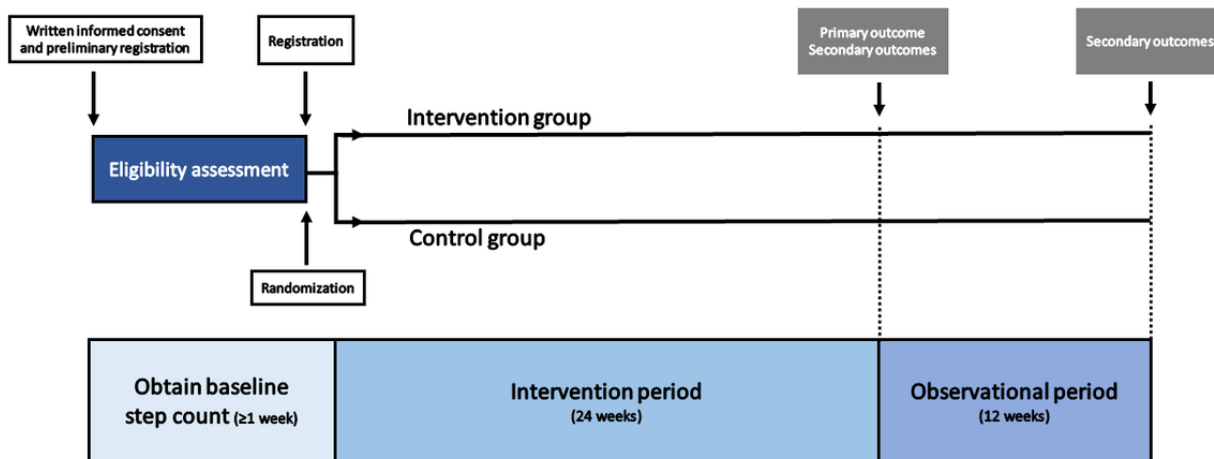 Written informed consent
and preliminary registration
Registration
Primary outcome
Secondary outcomes
Secondary outcomes
Intervention group
Eligibility assessment
Control group
Randomization
Obtain baseline
step count (≥1 week)
Intervention period
(24 weeks)
Observational period
(12 weeks)